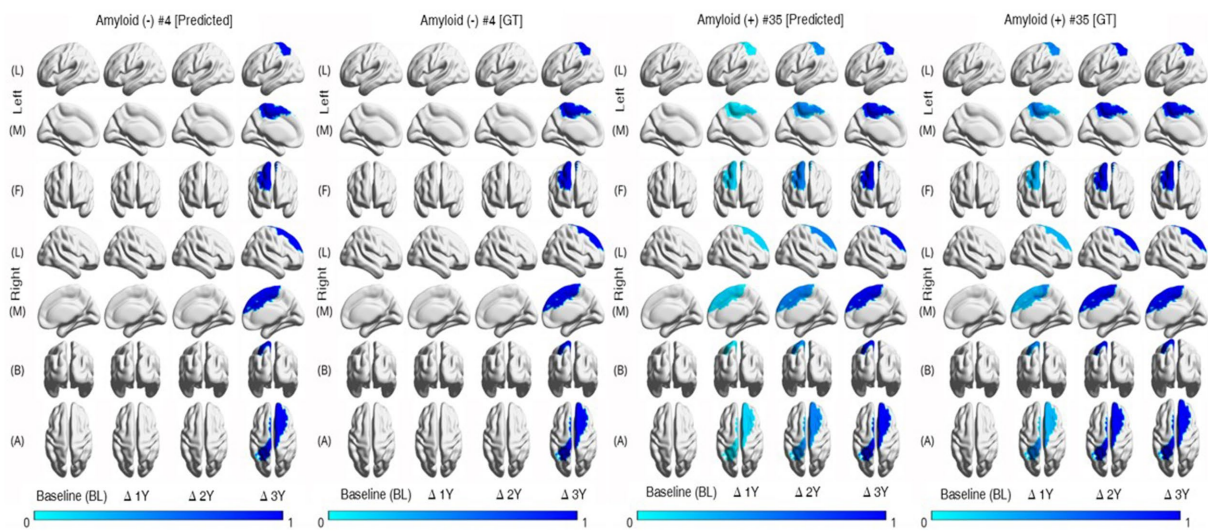 Amyloid (-) #4 [Predicted]
Amyloid (-) #4 [GT]
Amyloid (+) #35 [Predicted]
Amyloid (+) #35 [GT]
(L)
Left
(M)
(F)
(L)
Right
(M)
(B)
(A)
Baseline (BL) Δ 1Y Δ 2Y Δ 3Y
0 1
(L)
Left
(M)
(F)
(L)
Right
(M)
(B)
(A)
Baseline (BL) Δ 1Y Δ 2Y Δ 3Y
0 1
(L)
Left
(M)
(F)
(L)
Right
(M)
(B)
(A)
Baseline (BL) Δ 1Y Δ 2Y Δ 3Y
0 1
(L)
Left
(M)
(F)
(L)
Right
(M)
(B)
(A)
Baseline (BL) Δ 1Y Δ 2Y Δ 3Y
0 1